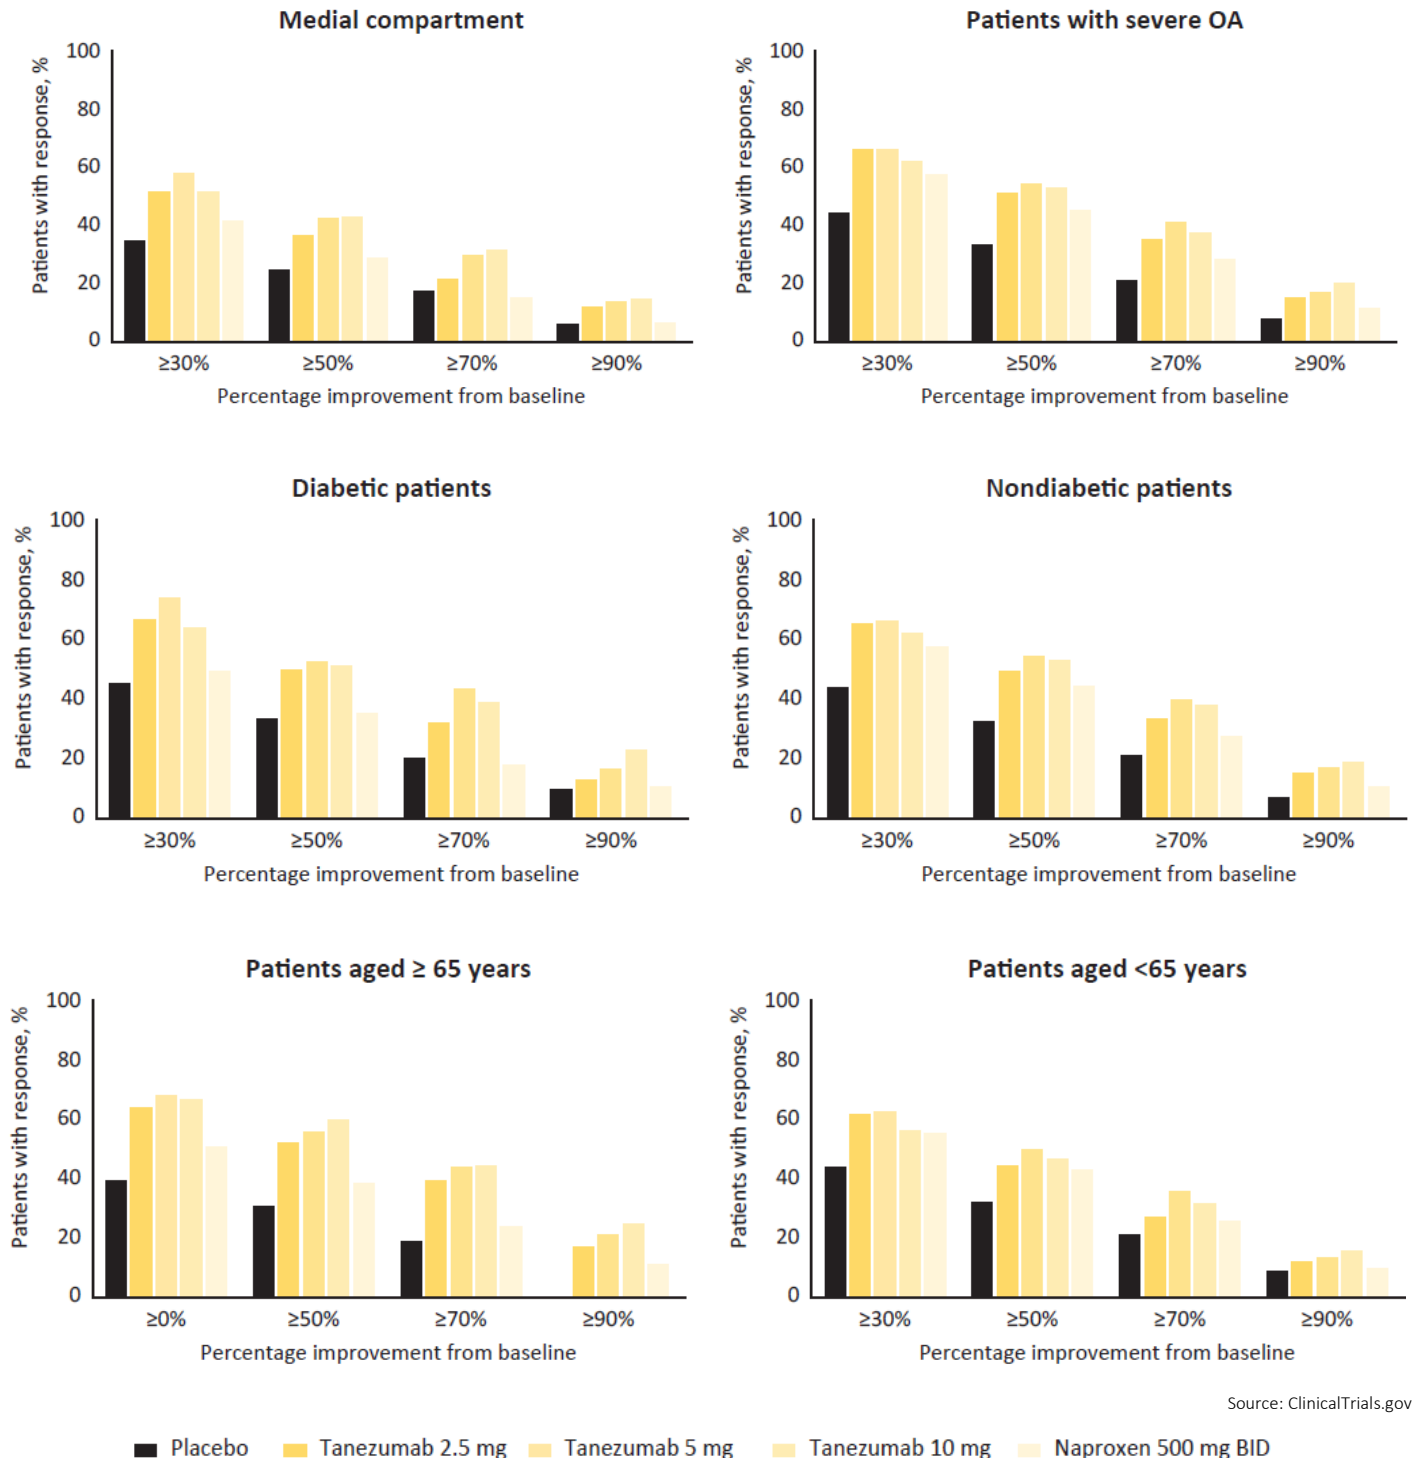 Medial compartment
Patients with response, %
100
80
60
40
20
0
≥30% ≥50% ≥70% ≥90%
Percentage improvement from baseline
Patients with severe OA
Patients with response, %
100
80
60
40
20
0
≥30% ≥50% ≥70% ≥90%
Percentage improvement from baseline
Diabetic patients
Patients with response, %
100
80
60
40
20
0
≥30% ≥50% ≥70% ≥90%
Percentage improvement from baseline
Nondiabetic patients
Patients with response, %
100
80
60
40
20
0
≥30% ≥50% ≥70% ≥90%
Percentage improvement from baseline
Patients aged ≥ 65 years
Patients with response, %
100
80
60
40
20
0
≥0% ≥50% ≥70% ≥90%
Percentage improvement from baseline
Patients aged <65 years
Patients with response, %
100
80
60
40
20
0
≥30% ≥50% ≥70% ≥90%
Percentage improvement from baseline
Source: ClinicalTrials.gov
Placebo Tanezumab 2.5 mg Tanezumab 5 mg Tanezumab 10 mg Naproxen 500 mg BID